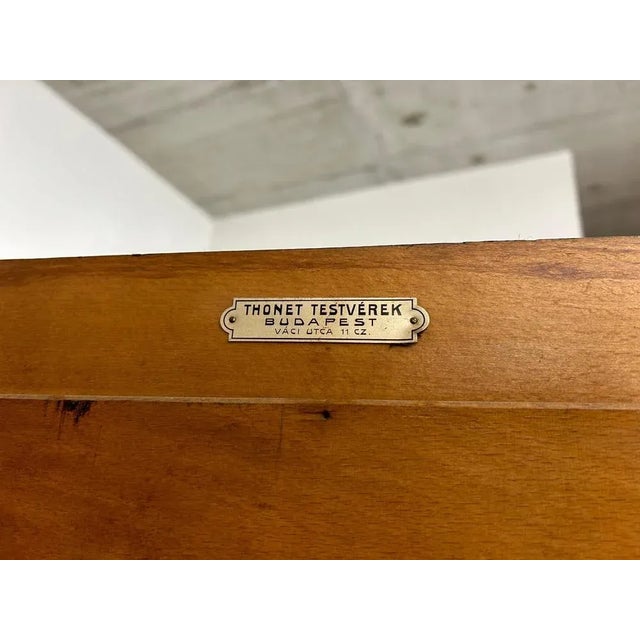 THONET TESTVÉREK
BUDAPEST
VÁCI UTCA 11 CZ.